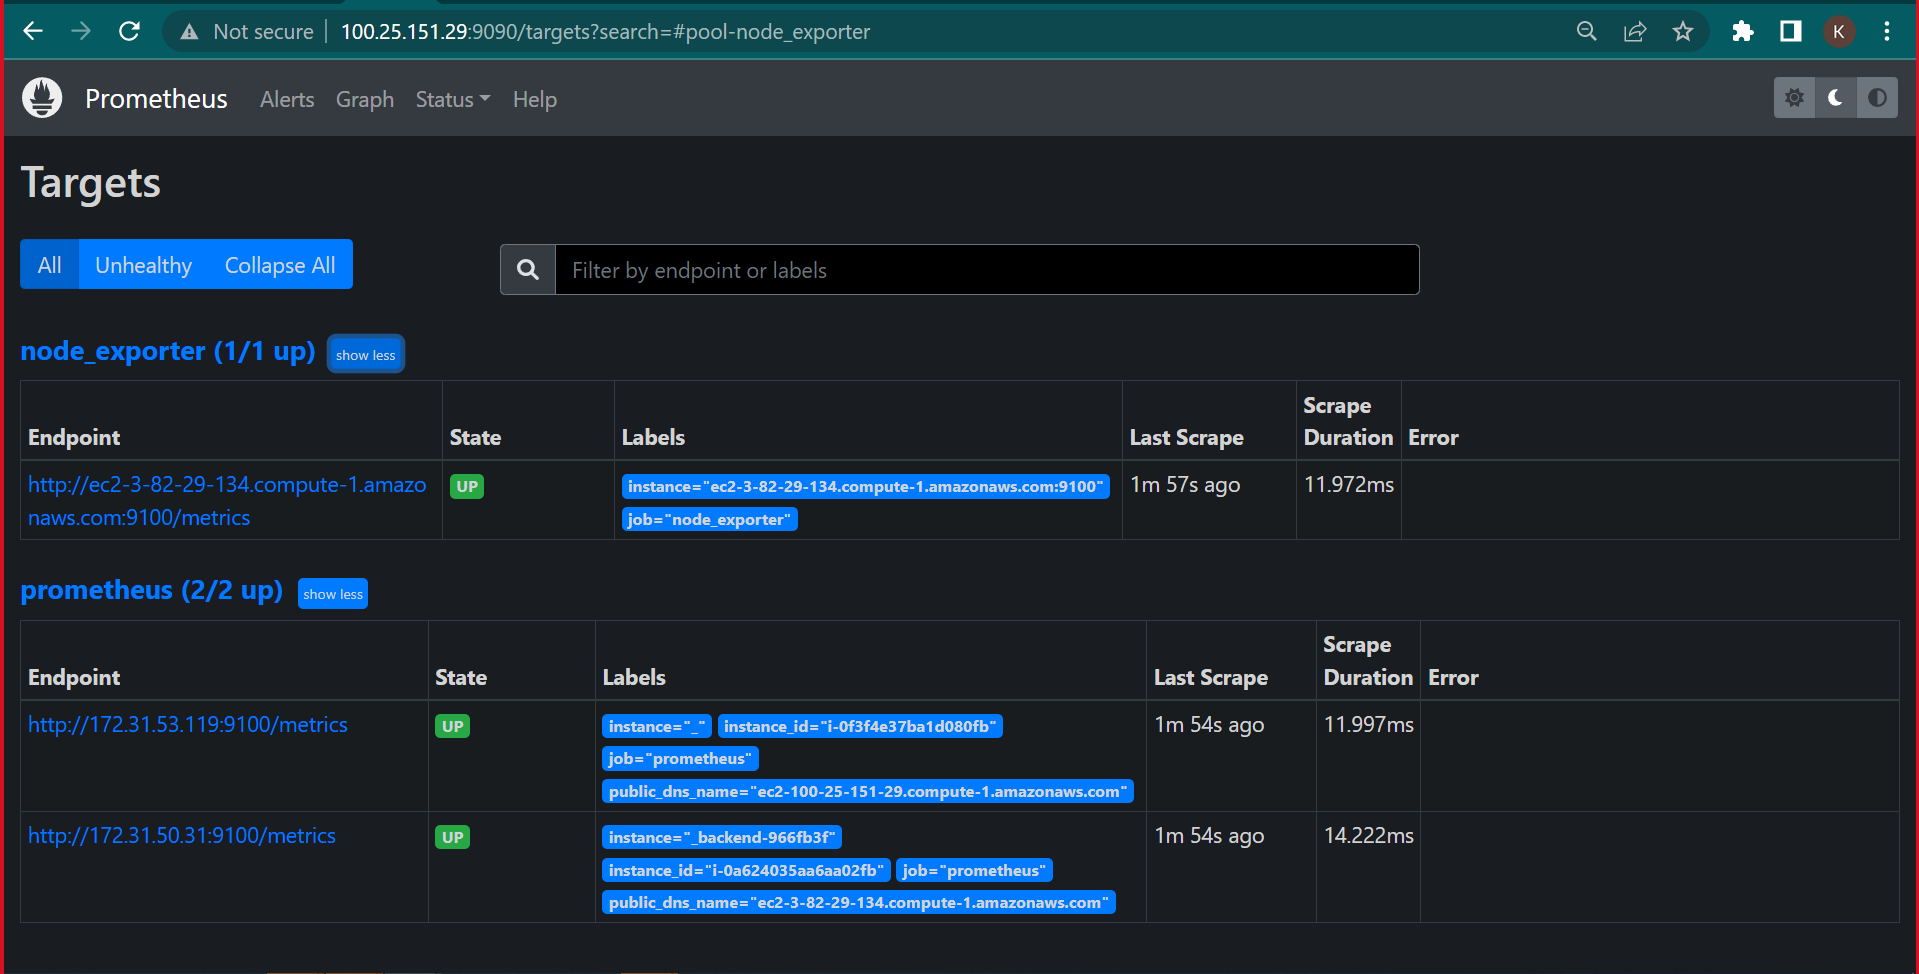 Not secure 100.25.151.29:9090/targets?search=#pool-node_exporter K
Prometheus Alerts Graph Status Help
Targets
All Unhealthy Collapse All Filter by endpoint or labels
node_exporter (1/1 up) show less
Scrape
Endpoint State Labels Last Scrape Duration Error
http://ec2-3-82-29-134.compute-1.amazo UP instance="ec2-3-82-29-134.compute-1.amazonaws.com:9100" 1m 57s ago 11.972ms
naws.com:9100/metrics job="node_exporter"
prometheus (2/2 up) show less
Scrape
Endpoint State Labels Last Scrape Duration Error
http://172.31.53.119:9100/metrics UP instance="_" instance_id="i-0f3f4e37ba1d080fb" 1m 54s ago 11.997ms
job="prometheus"
public_dns_name="ec2-100-25-151-29.compute-1.amazonaws.com"
http://172.31.50.31:9100/metrics UP instance="_backend-966fb3f" 1m 54s ago 14.222ms
instance_id="i-0a624035aa6aa02fb" job="prometheus"
public_dns_name="ec2-3-82-29-134.compute-1.amazonaws.com"